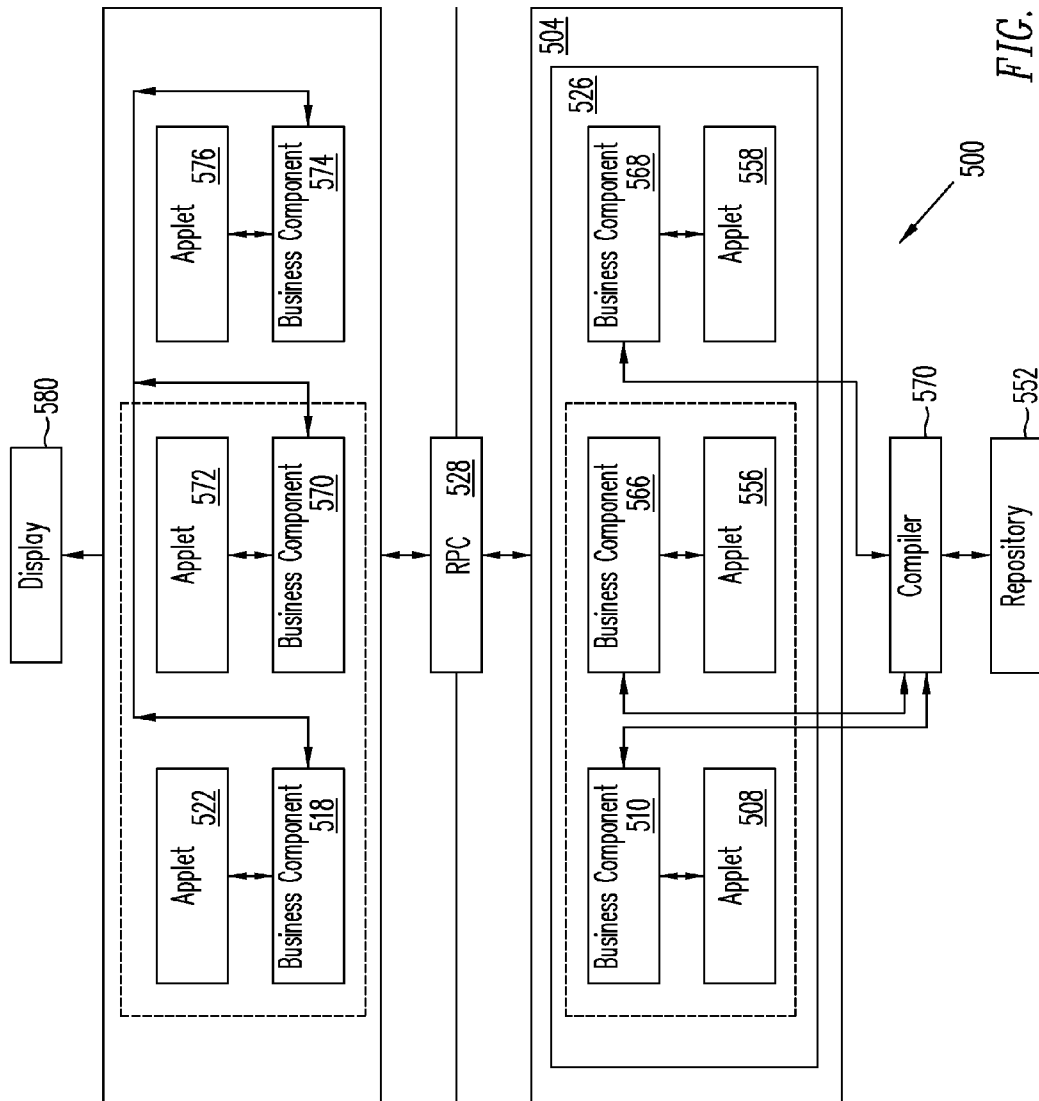 Display
580
Applet
522
Business Component
518
Applet
572
Business Component
570
Applet
576
Business Component
574
RPC
528
504
526
Business Component
510
Applet
508
Business Component
566
Applet
556
Business Component
568
Applet
558
Compiler
570
Repository
552
500
FIG.